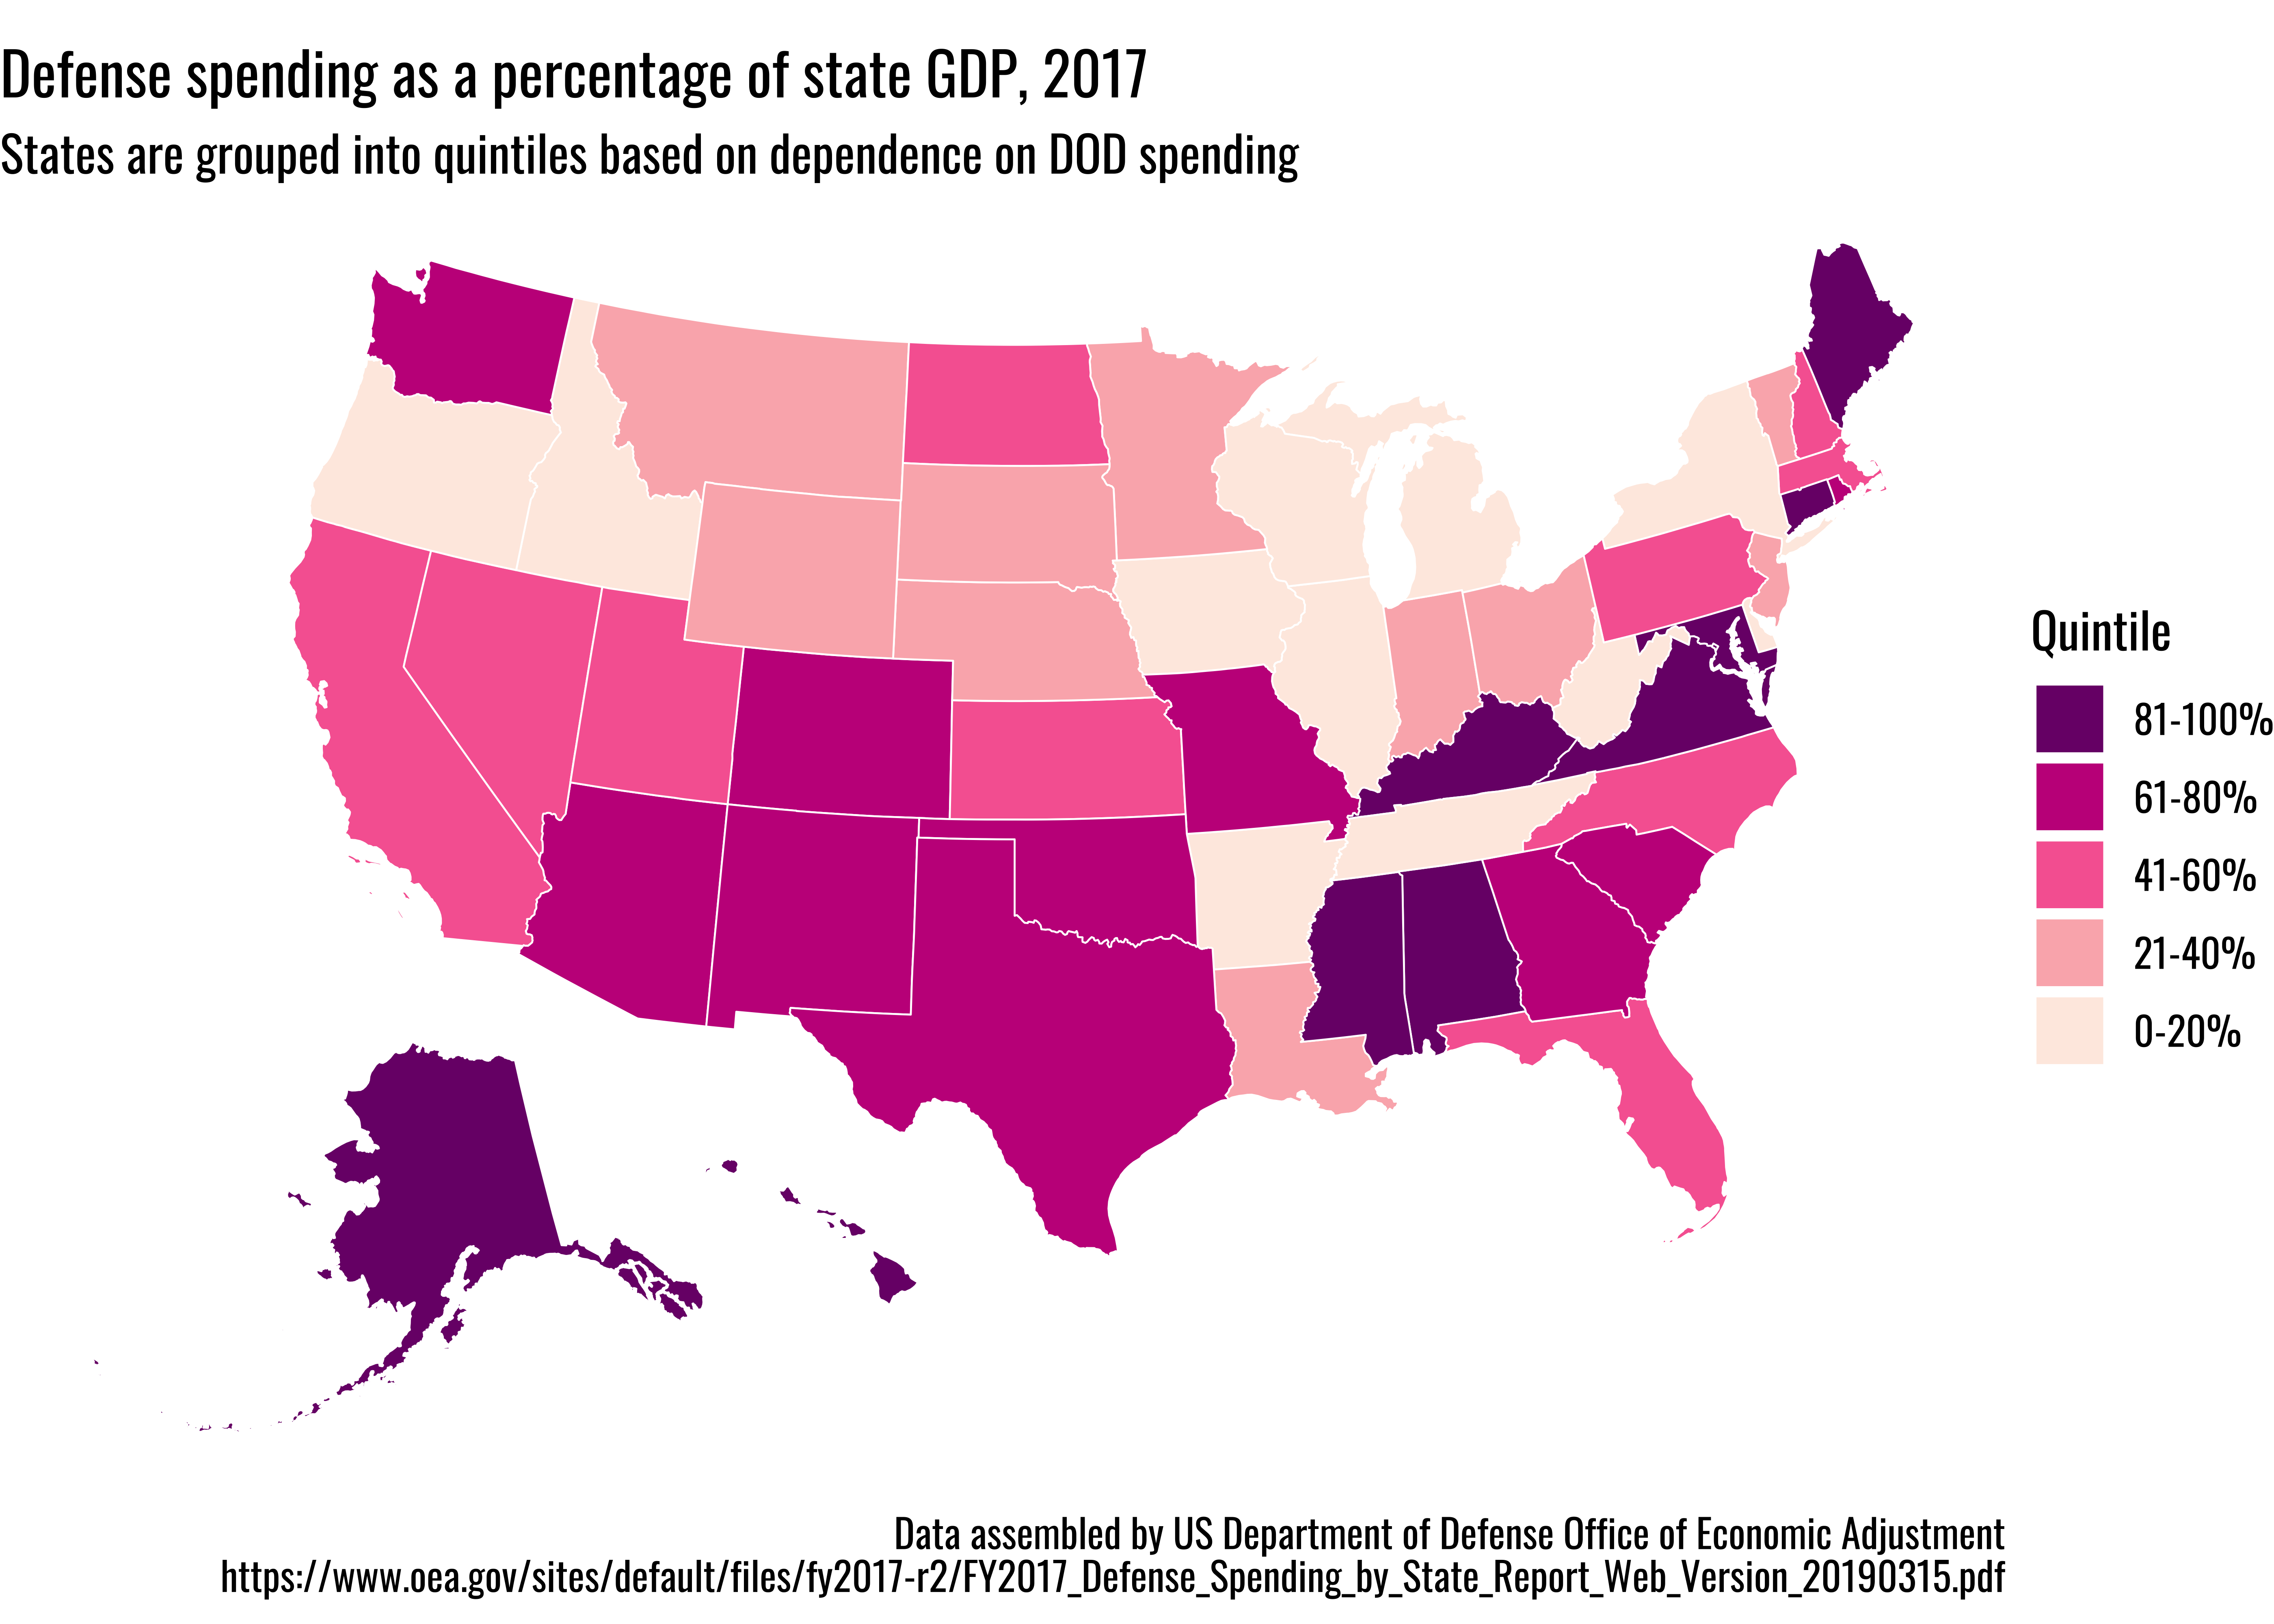 Defense spending as a percentage of state GDP, 2017
States are grouped into quintiles based on dependence on DOD spending
Quintile
81-100%
61-80%
41-60%
21-40%
0-20%
Data assembled by US Department of Defense Office of Economic Adjustment
https://www.oea.gov/sites/default/files/fy2017-r2/FY2017_Defense_Spending_by_State_Report_Web_Version_20190315.pdf